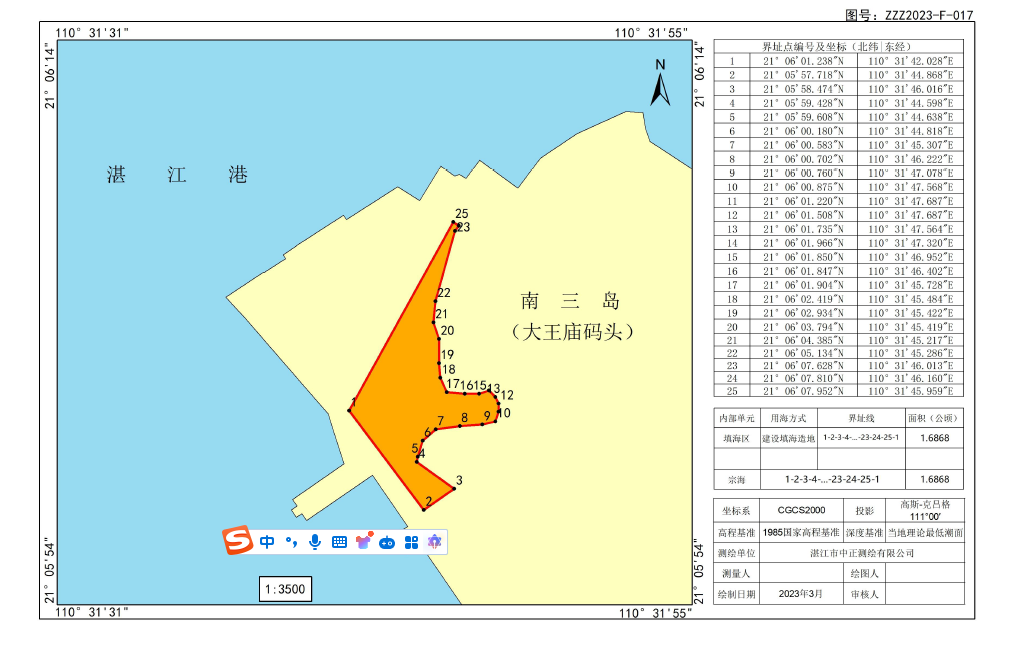 图号：ZZZ2023-F-017
110° 31'31"
110° 31'55"
21° 06'14"
21° 06'14"
N
湛 江 港
南 三 岛
（大王庙码头）
25
23
22
21
20
19
18
17 16 15 13
12
10
9
8
7
6
5
4
3
2
1
中
1:3500
21° 05'54"
21° 05'54"
110° 31'31"
110° 31'55"
界址点编号及坐标（北纬|东经）
1 21° 06'01.238"N 110° 31'42.028"E
2 21° 05'57.718"N 110° 31'44.868"E
3 21° 05'58.474"N 110° 31'46.016"E
4 21° 05'59.428"N 110° 31'44.598"E
5 21° 05'59.608"N 110° 31'44.638"E
6 21° 06'00.180"N 110° 31'44.818"E
7 21° 06'00.583"N 110° 31'45.307"E
8 21° 06'00.702"N 110° 31'46.222"E
9 21° 06'00.760"N 110° 31'47.078"E
10 21° 06'00.875"N 110° 31'47.568"E
11 21° 06'01.220"N 110° 31'47.687"E
12 21° 06'01.508"N 110° 31'47.687"E
13 21° 06'01.735"N 110° 31'47.564"E
14 21° 06'01.966"N 110° 31'47.320"E
15 21° 06'01.850"N 110° 31'46.952"E
16 21° 06'01.847"N 110° 31'46.402"E
17 21° 06'01.904"N 110° 31'45.728"E
18 21° 06'02.419"N 110° 31'45.484"E
19 21° 06'02.934"N 110° 31'45.422"E
20 21° 06'03.794"N 110° 31'45.419"E
21 21° 06'04.385"N 110° 31'45.217"E
22 21° 06'05.134"N 110° 31'45.286"E
23 21° 06'07.628"N 110° 31'46.013"E
24 21° 06'07.810"N 110° 31'46.160"E
25 21° 06'07.952"N 110° 31'45.959"E
内部单元 用海方式 界址线 面积（公顷）
填海区 建设填海造地 1-2-3-4-...-23-24-25-1 1.6868
宗海 1-2-3-4-...-23-24-25-1 1.6868
坐标系 CGCS2000 投影 高斯-克吕格
111°00′
高程基准 1985国家高程基准 深度基准 当地理论最低潮面
测绘单位 湛江市中正测绘有限公司
测量人 绘图人
绘制日期 2023年3月 审核人